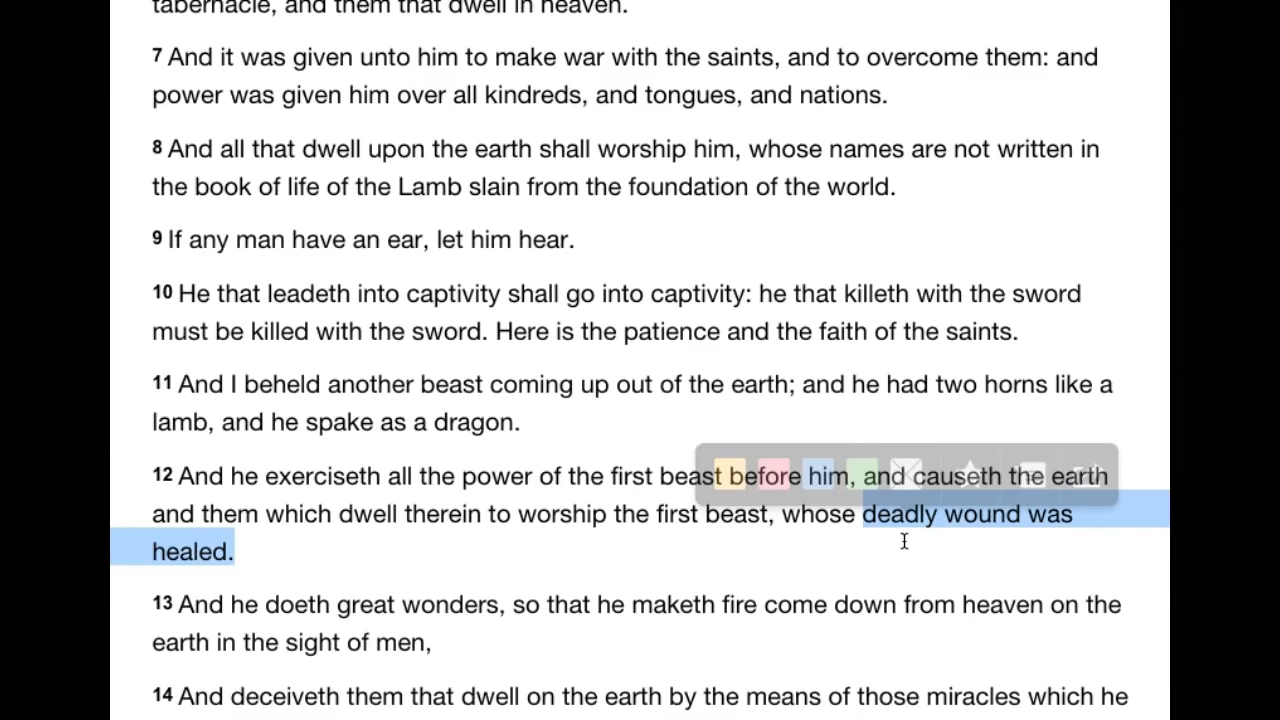 tabernacle, and them that dwell in heaven.
7 And it was given unto him to make war with the saints, and to overcome them: and
power was given him over all kindreds, and tongues, and nations.
8 And all that dwell upon the earth shall worship him, whose names are not written in
the book of life of the Lamb slain from the foundation of the world.
9 If any man have an ear, let him hear.
10 He that leadeth into captivity shall go into captivity: he that killeth with the sword
must be killed with the sword. Here is the patience and the faith of the saints.
11 And I beheld another beast coming up out of the earth; and he had two horns like a
lamb, and he spake as a dragon.
12 And he exerciseth all the power of the first beast before him, and causeth the earth
and them which dwell therein to worship the first beast, whose deadly wound was
healed.
13 And he doeth great wonders, so that he maketh fire come down from heaven on the
earth in the sight of men,
14 And deceiveth them that dwell on the earth by the means of those miracles which he